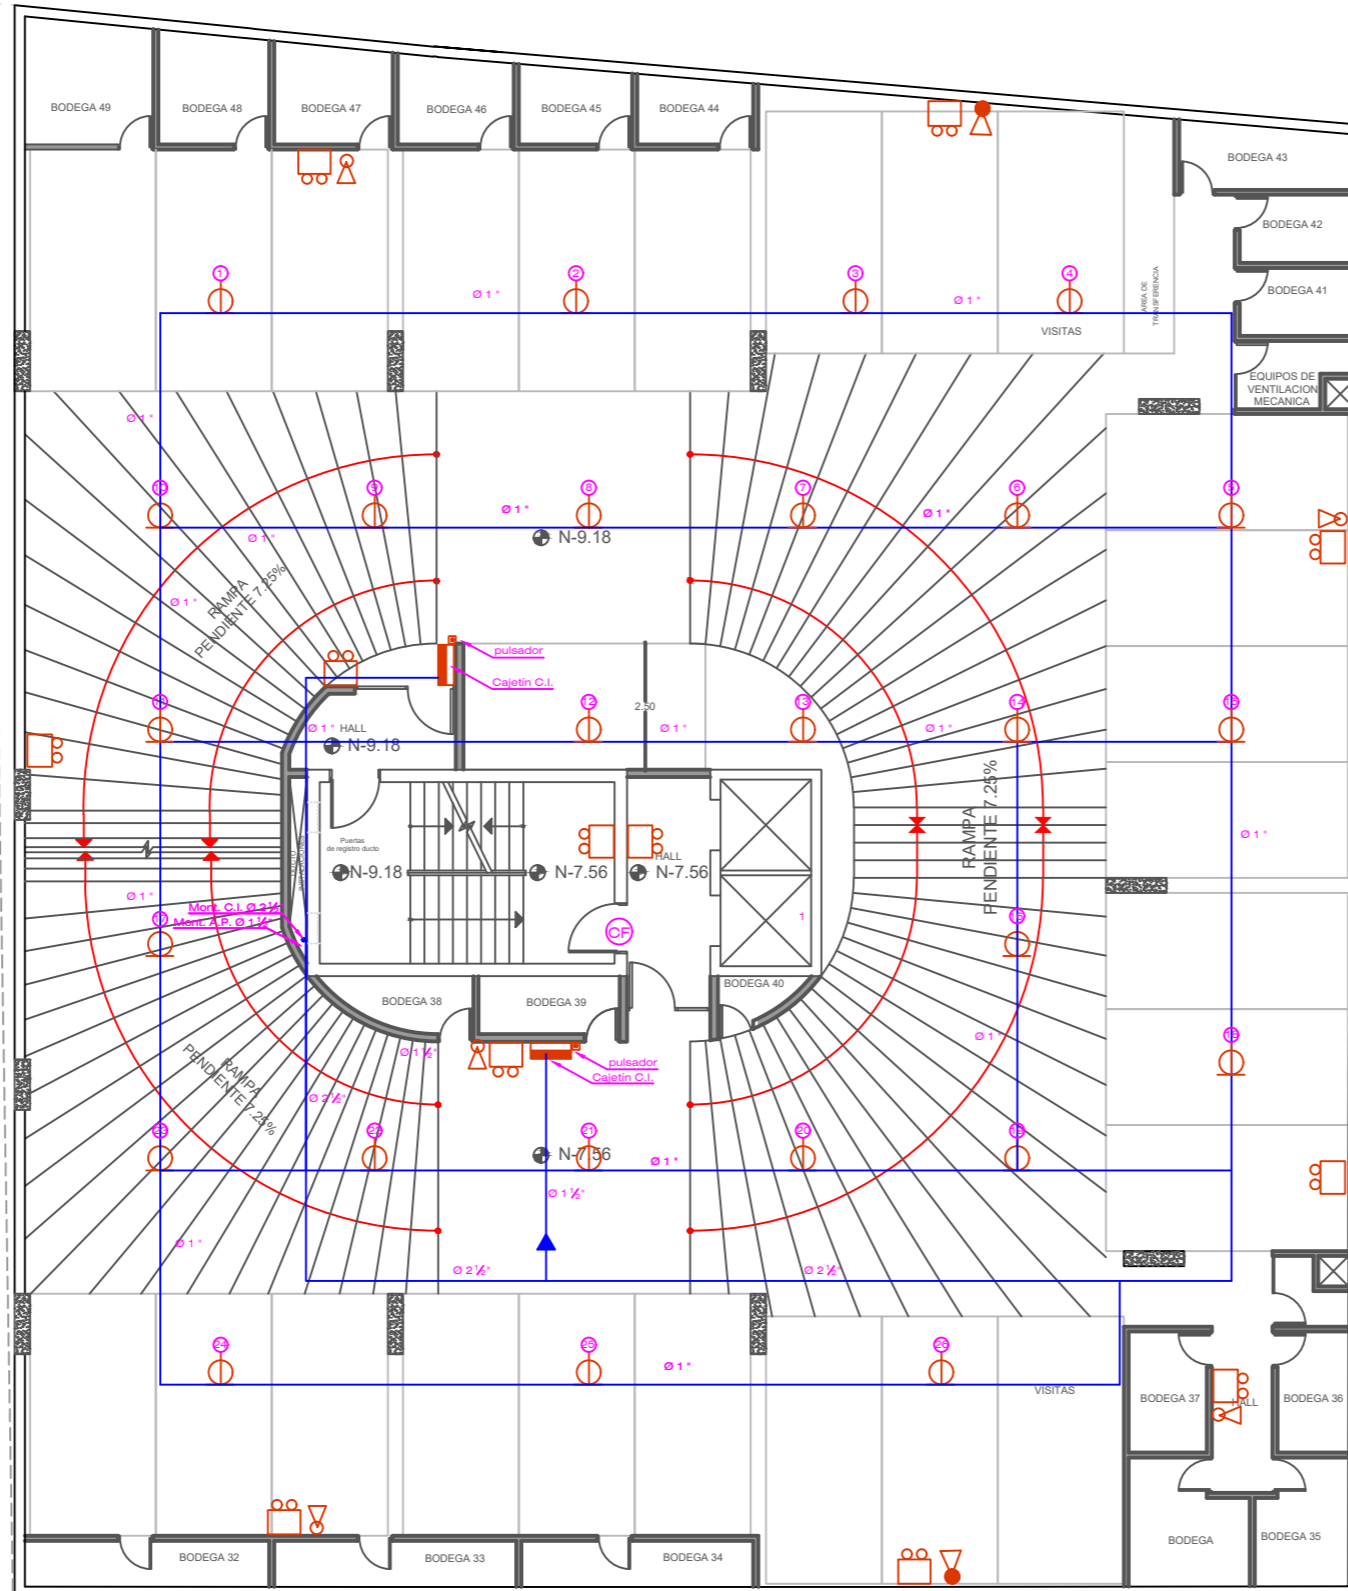 BODEGA 49
BODEGA 48
BODEGA 47
BODEGA 46
BODEGA 45
BODEGA 44
BODEGA 43
BODEGA 42
BODEGA 41
EQUIPOS DE
VENTILACION
MECANICA
1
2
3
4
Ø 1"
Ø 1"
AREA DE
TRANSFERENCIA
VISITAS
Ø 1"
10
9
8
7
6
5
Ø 1"
Ø 1"
Ø 1"
N-9.18
RAMPA
PENDIENTE 7.25%
Ø 1"
pulsador
Cajetín C.I.
12
13
14
15
2.50
Ø 1"
HALL
N-9.18
Ø 1"
Ø 1"
RAMPA
PENDIENTE 7.25%
Ø 1"
Puertas
de registro ducto
N-9.18
N-7.56
HALL
N-7.56
Ø 1"
Mont. C.I. Ø 2½"
Mont. A.P. Ø 1½"
17
CF
1
16
BODEGA 38
BODEGA 39
BODEGA 40
Ø 1"
Ø 1½"
pulsador
Cajetín C.I.
RAMPA
PENDIENTE 7.25%
Ø 2½"
23
22
21
20
19
N-7.56
Ø 1"
Ø 1½"
Ø 1"
Ø 2½"
Ø 2½"
24
25
26
Ø 1"
VISITAS
BODEGA 37
HALL
BODEGA 36
BODEGA 32
BODEGA 33
BODEGA 34
BODEGA
BODEGA 35